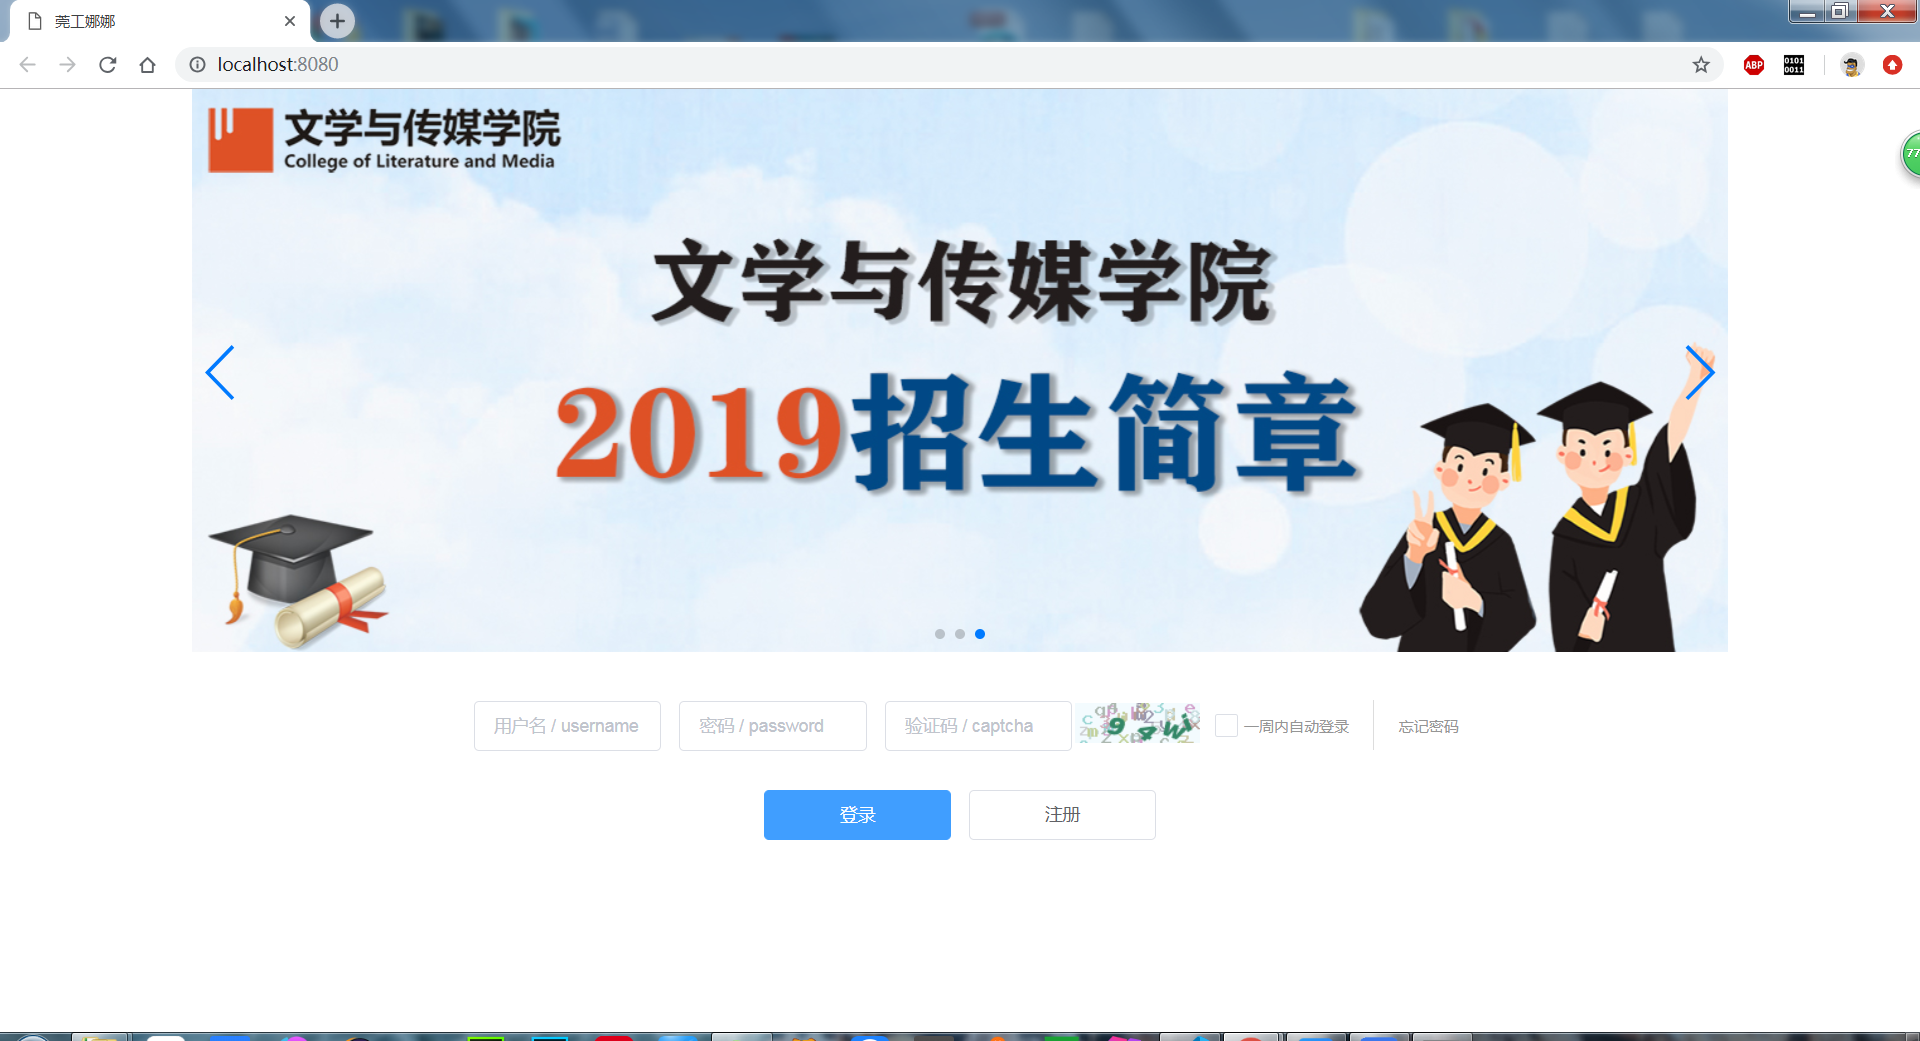 莞工娜娜
localhost:8080
ABP
0101
0011
文学与传媒学院
College of Literature and Media
文学与传媒学院
2019招生简章
77
用户名 / username
密码 / password
验证码 / captcha
94wi
一周内自动登录
忘记密码
登录
注册